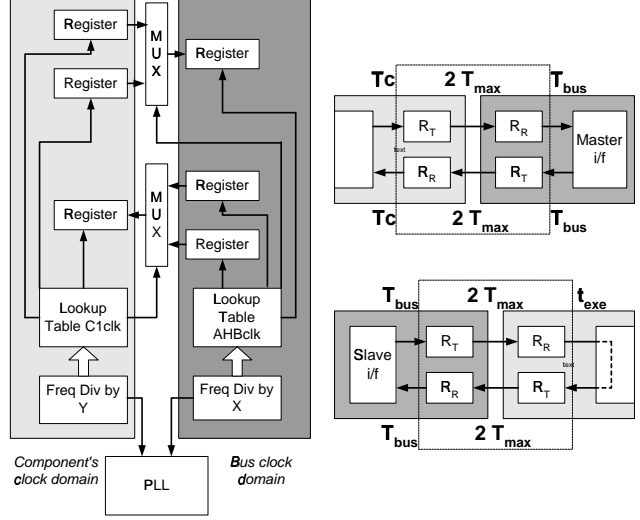 Register
M
U
X
Register
Register
Register
M
U
X
Register
Register
Lookup
Table C1clk
Lookup
Table
AHBclk
Freq Div by
Y
Freq Div by
X
Component's
clock domain
Bus clock
domain
PLL
Tc 2 Tmax Tbus
RT RR Master
i/f
text
RR RT
Tc 2 Tmax Tbus
Tbus 2 Tmax texe
Slave
i/f RT RR
text
RR RT
Tbus 2 Tmax